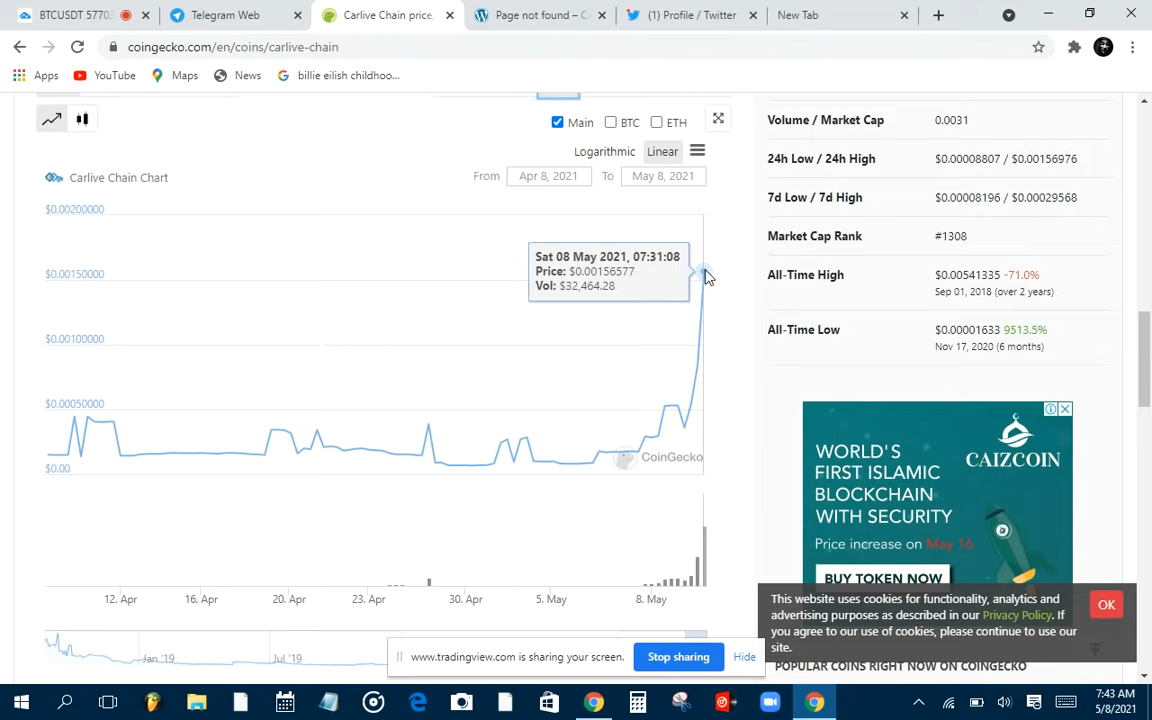 BTCUSDT 57703
Telegram Web
Carlive Chain price,
Page not found – C
(1) Profile / Twitter
New Tab
coingecko.com/en/coins/carlive-chain
Apps
YouTube
Maps
News
billie eilish childhoo...
Main
BTC
ETH
Logarithmic
Linear
Carlive Chain Chart
From
Apr 8, 2021
To
May 8, 2021
$0.00200000
$0.00150000
$0.00100000
$0.00050000
$0.00
Sat 08 May 2021, 07:31:08
Price: $0.00156577
Vol: $32,464.28
CoinGecko
12. Apr
16. Apr
20. Apr
23. Apr
30. Apr
5. May
8. May
Jan '19
Jul '19
Volume / Market Cap
0.0031
24h Low / 24h High
$0.00008807 / $0.00156976
7d Low / 7d High
$0.00008196 / $0.00029568
Market Cap Rank
#1308
All-Time High
$0.00541335 -71.0%
Sep 01, 2018 (over 2 years)
All-Time Low
$0.00001633 9513.5%
Nov 17, 2020 (6 months)
WORLD'S
FIRST ISLAMIC
BLOCKCHAIN
WITH SECURITY
CAIZCOIN
Price increase on May 16
BUY TOKEN NOW
This website uses cookies for functionality, analytics and
advertising purposes as described in our Privacy Policy. If
you agree to our use of cookies, please continue to use our
site.
OK
POPULAR COINS RIGHT NOW ON COINGECKO
www.tradingview.com is sharing your screen.
Stop sharing
Hide
7:43 AM
5/8/2021